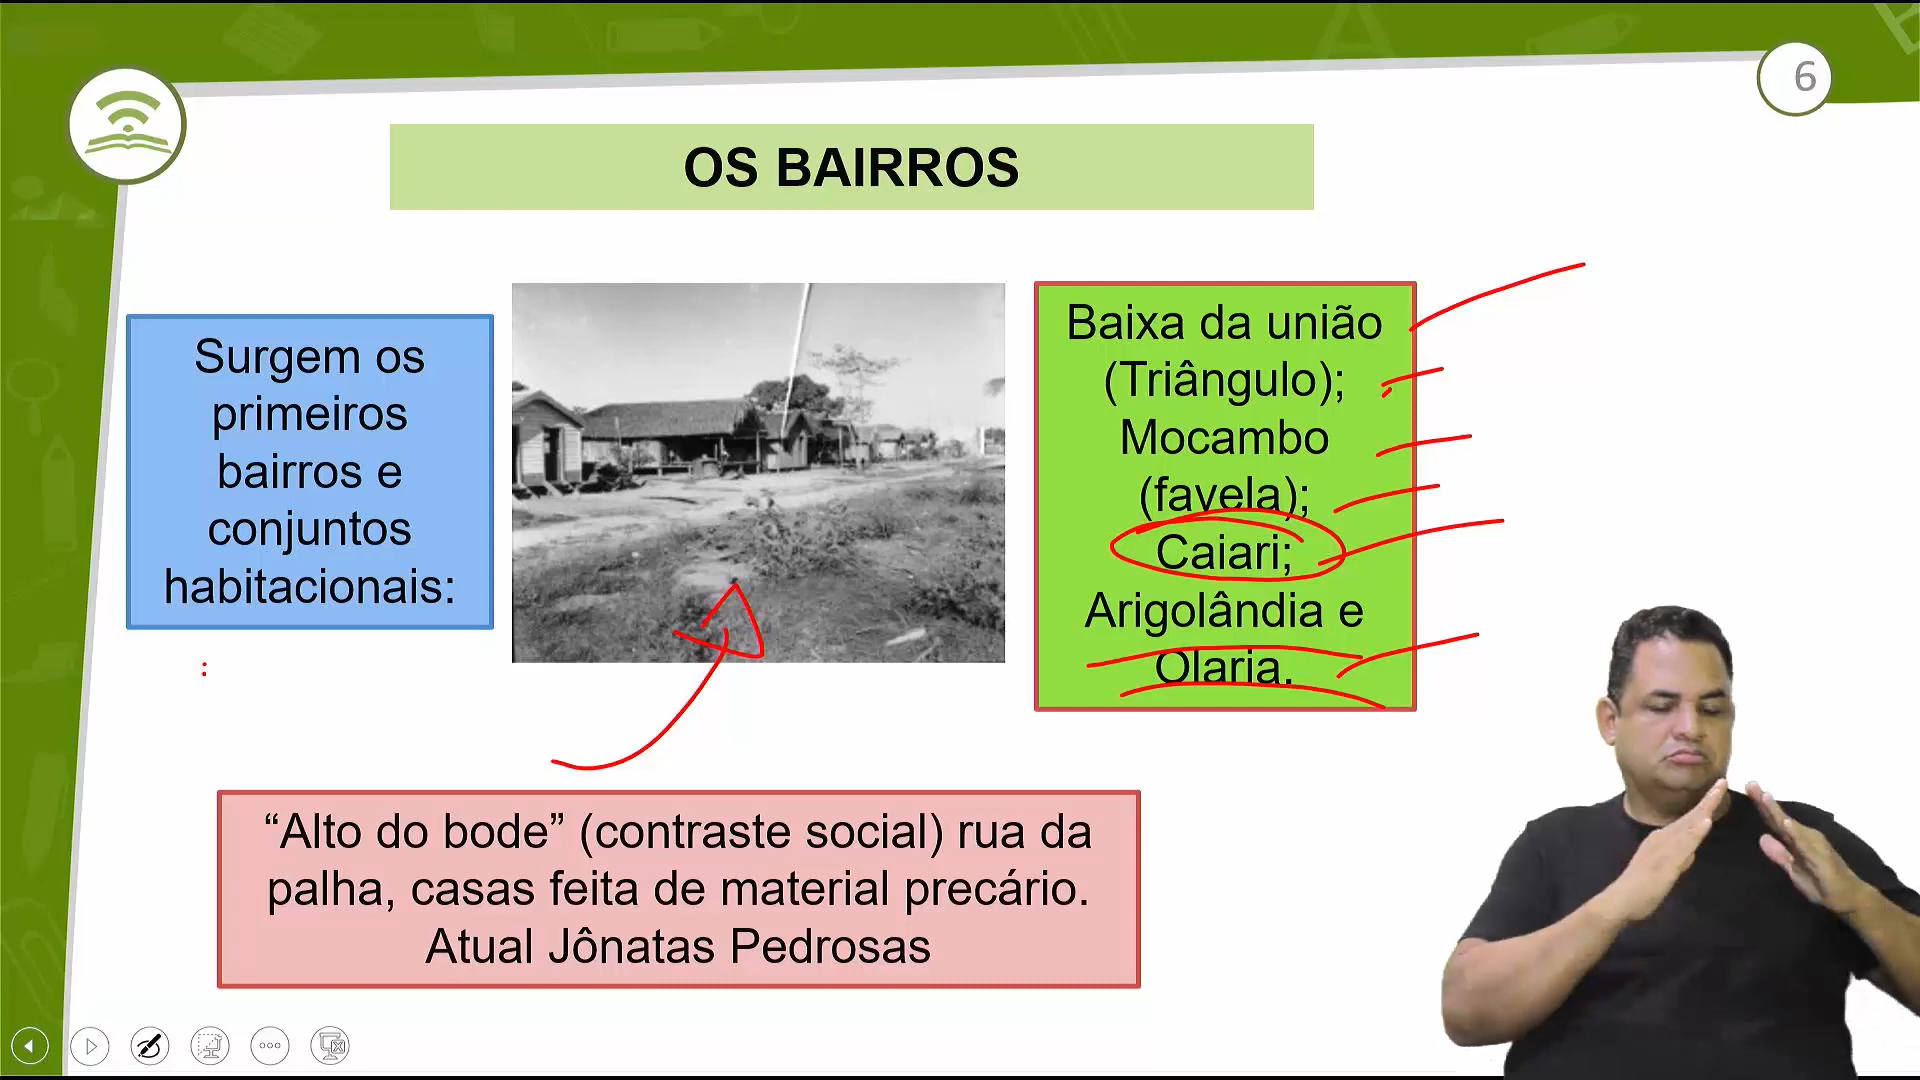 6
OS BAIRROS
Surgem os
primeiros
bairros e
conjuntos
habitacionais:
Baixa da união
(Triângulo);
Mocambo
(favela);
Caiari;
Arigolândia e
Olaria.
:
“Alto do bode” (contraste social) rua da
palha, casas feita de material precário.
Atual Jônatas Pedrosas